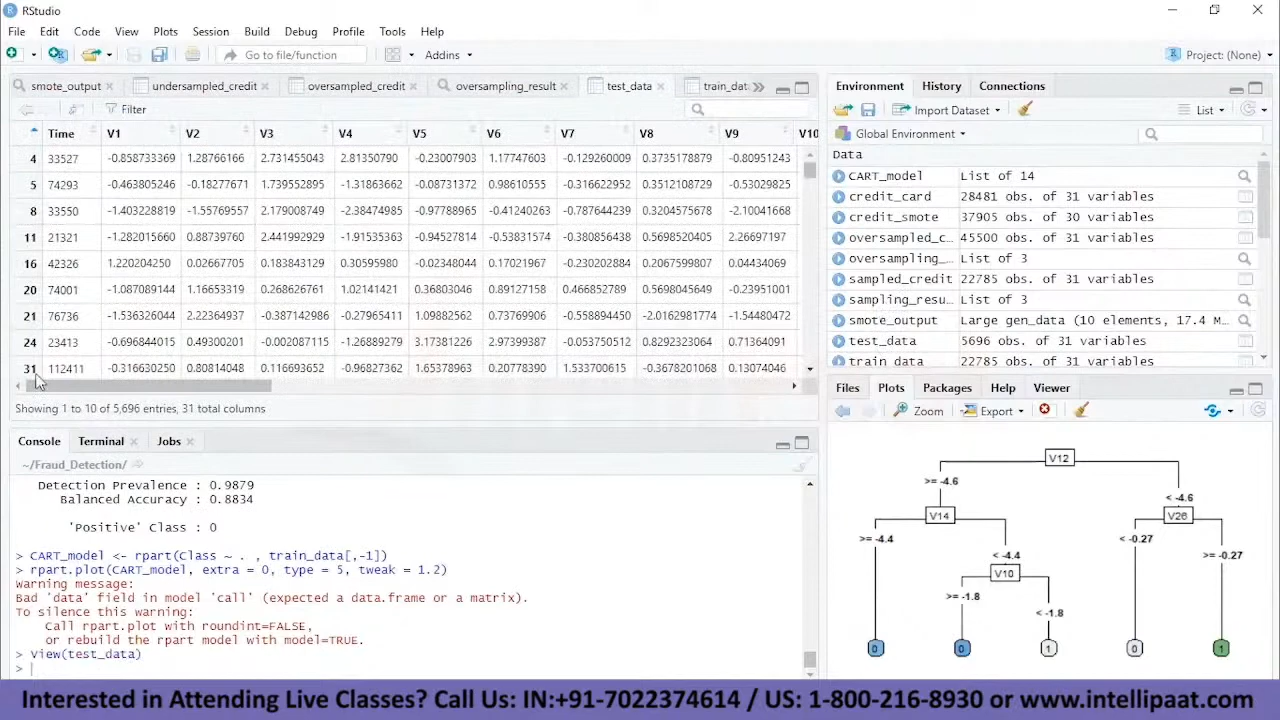 RStudio
File Edit Code View Plots Session Build Debug Profile Tools Help
Go to file/function Addins Project: (None)
smote_output undersampled_credit oversampled_credit oversampling_result test_data train_dat
Filter
Time V1 V2 V3 V4 V5 V6 V7 V8 V9 V10
4 33527 -0.858733369 1.28766166 2.731455043 2.81350790 -0.23007903 1.17747603 -0.129260009 0.3735178879 -0.80951243
5 74293 -0.463805246 -0.18277671 1.739552895 -1.31863662 -0.08731372 0.98610555 -0.316622952 0.3512108729 -0.53029825
8 33550 -1.403228819 -1.55769557 2.179008749 -2.38474985 -0.97788965 -0.41240263 -0.787644239 0.3204575678 -2.10041668
11 21321 -1.282015660 0.88739760 2.441992929 -1.91535363 -0.94527814 -0.53831574 -0.380856438 0.5698520405 2.26697197
16 42326 1.220204250 0.02667705 0.183843129 0.30595980 -0.02348044 0.17021967 -0.230202884 0.2067599807 0.04434069
20 74001 1.16653319 0.268626761 1.02141421 0.36803046 0.89127158 0.466852789 0.5698045649 -0.23951001
21 76736 -1.536326044 2.22364937 -0.387142986 -0.27965411 1.09882562 0.73769906 -0.558894450 -2.0162981774 -1.54480472
24 23413 -0.690844015 0.49300201 -0.002087115 -1.26889279 3.17381226 2.97399387 -0.053750512 0.8292323064 0.71364091
31 112411 -0.316630250 0.80814048 0.116693652 -0.96827362 1.65378963 0.20778390 1.533700615 -0.3678201068 0.13074046
Showing 1 to 10 of 5,696 entries, 31 total columns
Console Terminal Jobs
~/Fraud_Detection/
Detection Prevalence : 0.9879
Balanced Accuracy : 0.8834
'Positive' Class : 0
> CART_model <- rpart(Class ~ . , train_data[,-1])
> rpart.plot(CART_model, extra = 0, type = 5, tweak = 1.2)
Warning message:
Bad 'data' field in model 'call' (expected a data.frame or a matrix).
To silence this warning:
Call rpart.plot with roundint=FALSE,
or rebuild the rpart model with model=TRUE.
> View(test_data)
>
Environment History Connections
Import Dataset List
Global Environment
Data
CART_model List of 14
credit_card 28481 obs. of 31 variables
credit_smote 37905 obs. of 30 variables
oversampled_c… 45500 obs. of 31 variables
oversampling_… List of 3
sampled_credit 22785 obs. of 31 variables
sampling_resu… List of 3
smote_output Large gen_data (10 elements, 17.4 M…
test_data 5696 obs. of 31 variables
train data 22785 obs. of 31 variables
Files Plots Packages Help Viewer
Zoom Export
V12
>= -4.6 < -4.6
V14 V26
>= -4.4 < -4.4 < -0.27 >= -0.27
V10
>= -1.8 < -1.8
0 0 1 0 1
Interested in Attending Live Classes? Call Us: IN:+91-7022374614 / US: 1-800-216-8930 or www.intellipaat.com